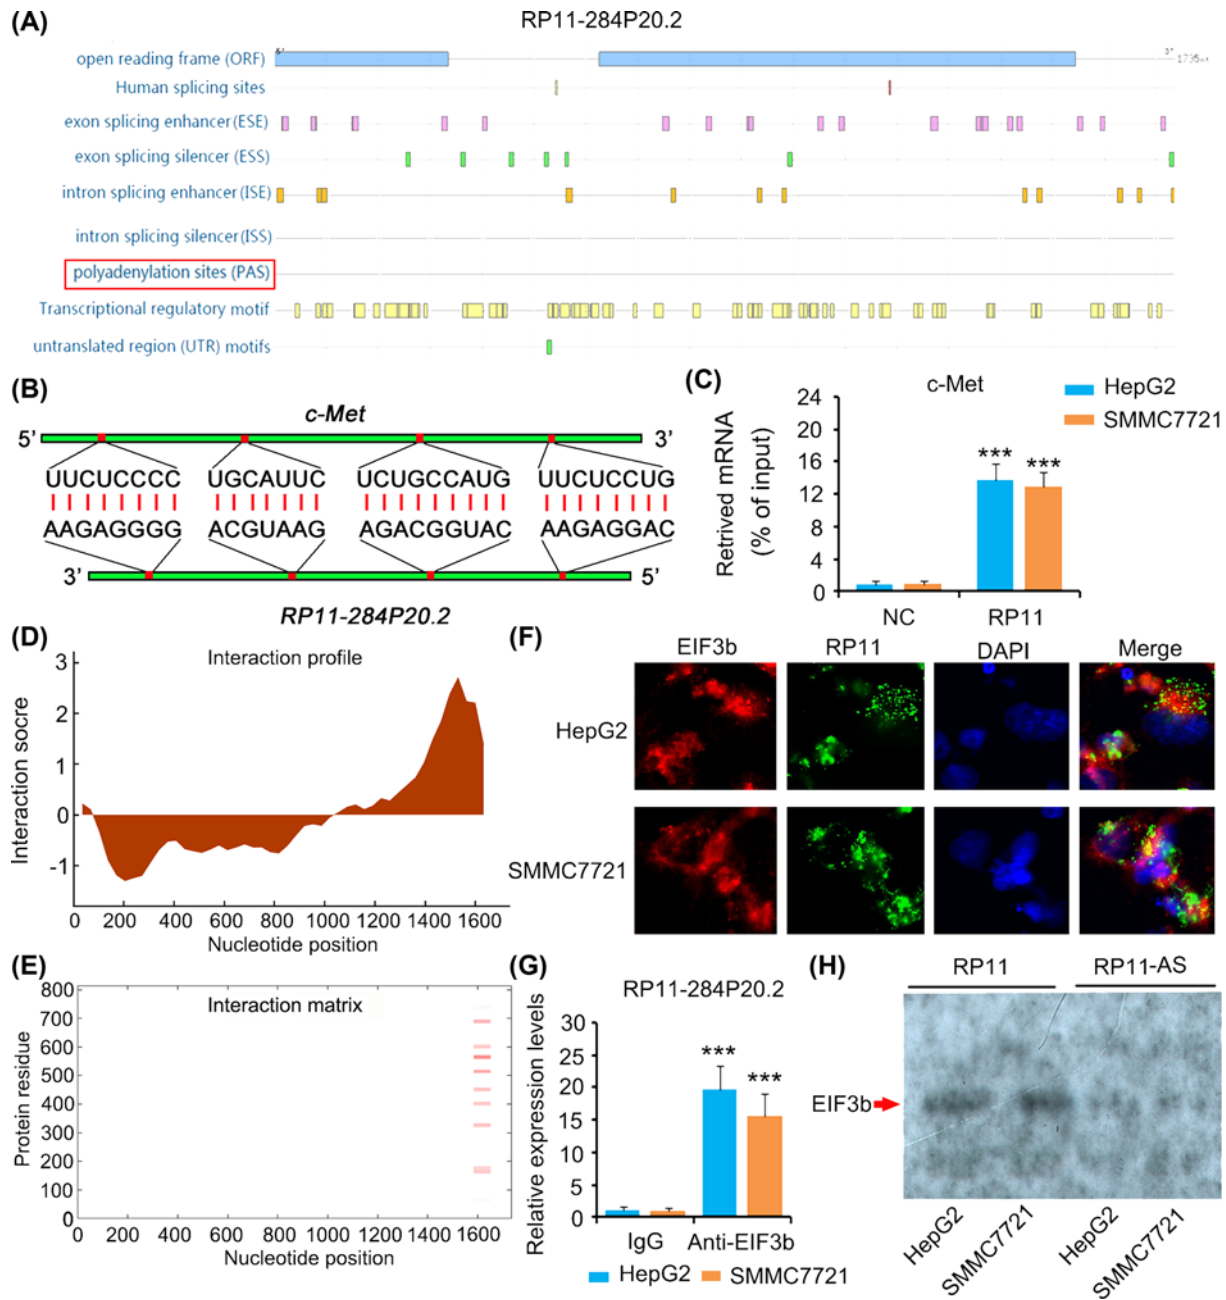 (A)
RP11-284P20.2
5'
3'
open reading frame (ORF)
Human splicing sites
exon splicing enhancer(ESE)
exon splicing silencer (ESS)
intron splicing enhancer(ISE)
intron splicing silencer(ISS)
polyadenylation sites (PAS)
Transcriptional regulatory motif
untranslated region (UTR) motifs
(B)
c-Met
5' 3'
UUCUCCCC UGCAUUC UCUGCCAUG UUCUCCUG
AAGAGGGG ACGUAAG AGACGGUAC AAGAGGAC
3' 5'
RP11-284P20.2
(C)
c-Met
HepG2
SMMC7721
Retrived mRNA
(% of input)
24
20
16
12
8
4
0
*** ***
NC RP11
(D)
Interaction profile
Interaction socre
3
2
1
0
-1
0 200 400 600 800 1000 1200 1400 1600
Nucleotide position
(E)
Interaction matrix
Protein residue
800
700
600
500
400
300
200
100
0
0 200 400 600 800 1000 1200 1400 1600
Nucleotide position
(F)
EIF3b RP11 DAPI Merge
HepG2
SMMC7721
(G)
RP11-284P20.2
Relative expression levels
30
25
20
15
10
5
0
*** ***
IgG Anti-EIF3b
HepG2 SMMC7721
(H)
RP11 RP11-AS
EIF3b
HepG2 SMMC7721 HepG2 SMMC7721